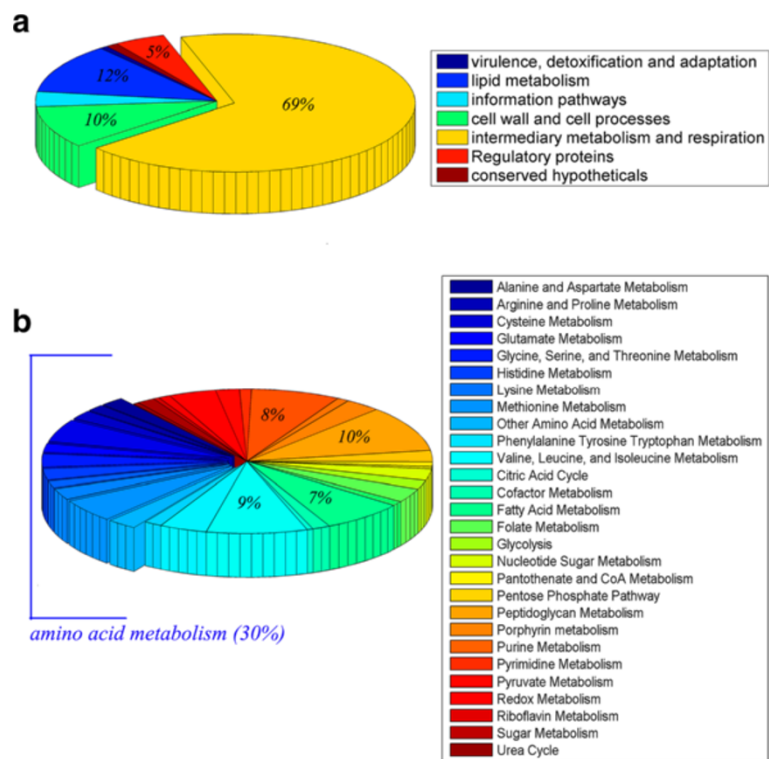 a
5%
12%
10%
69%
virulence, detoxification and adaptation
lipid metabolism
information pathways
cell wall and cell processes
intermediary metabolism and respiration
Regulatory proteins
conserved hypotheticals
b
8%
10%
7%
9%
amino acid metabolism (30%)
Alanine and Aspartate Metabolism
Arginine and Proline Metabolism
Cysteine Metabolism
Glutamate Metabolism
Glycine, Serine, and Threonine Metabolism
Histidine Metabolism
Lysine Metabolism
Methionine Metabolism
Other Amino Acid Metabolism
Phenylalanine Tyrosine Tryptophan Metabolism
Valine, Leucine, and Isoleucine Metabolism
Citric Acid Cycle
Cofactor Metabolism
Fatty Acid Metabolism
Folate Metabolism
Glycolysis
Nucleotide Sugar Metabolism
Pantothenate and CoA Metabolism
Pentose Phosphate Pathway
Peptidoglycan Metabolism
Porphyrin metabolism
Purine Metabolism
Pyrimidine Metabolism
Pyruvate Metabolism
Redox Metabolism
Riboflavin Metabolism
Sugar Metabolism
Urea Cycle